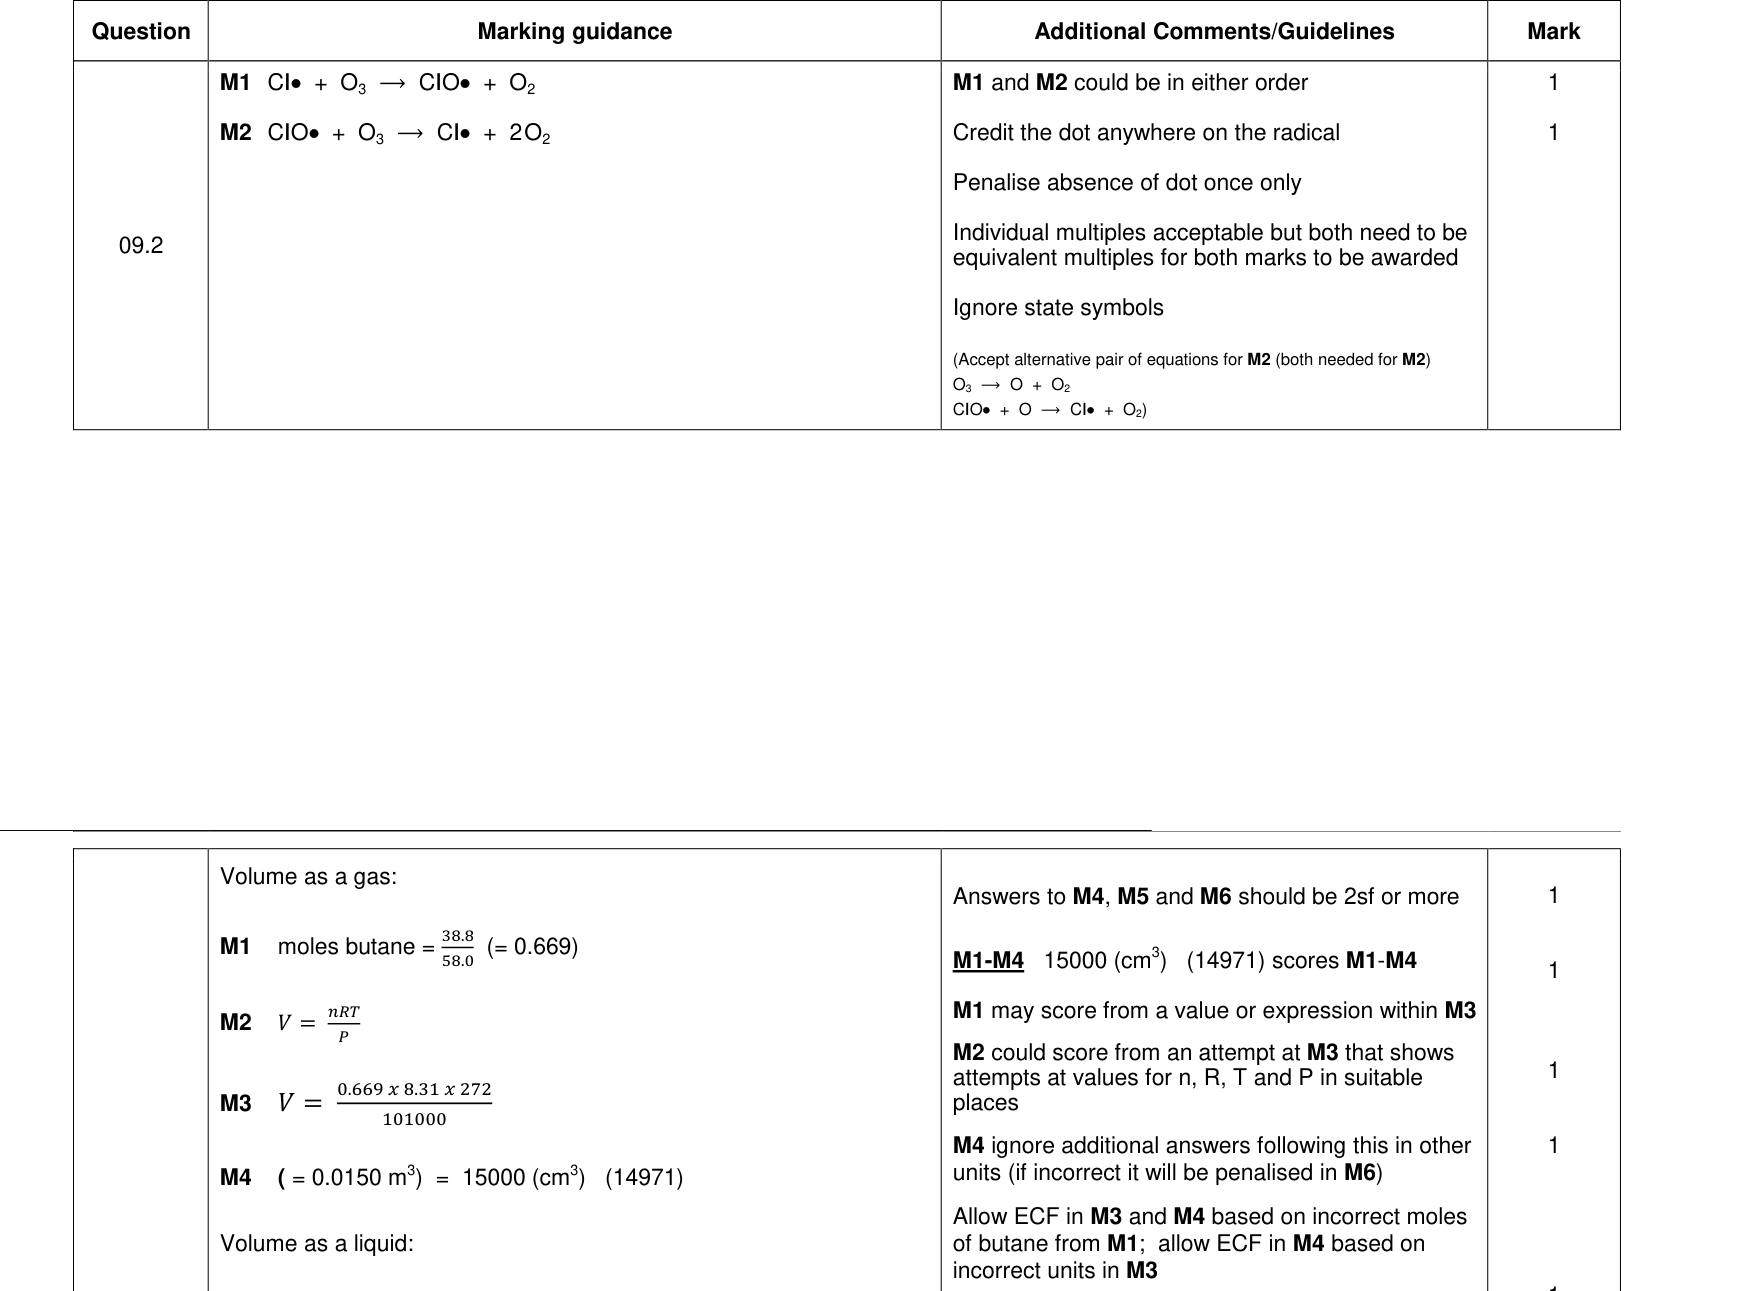 Question Marking guidance Additional Comments/Guidelines Mark
09.2
M1 Cl● + O₃ ⟶ ClO● + O₂
M2 ClO● + O₃ ⟶ Cl● + 2O₂
M1 and M2 could be in either order
Credit the dot anywhere on the radical
Penalise absence of dot once only
Individual multiples acceptable but both need to be
equivalent multiples for both marks to be awarded
Ignore state symbols
(Accept alternative pair of equations for M2 (both needed for M2)
O₃ ⟶ O + O₂
ClO● + O ⟶ Cl● + O₂)
1
1
Volume as a gas:
M1 moles butane = 38.8/58.0 (= 0.669)
M2 V = nRT/P
M3 V = 0.669 x 8.31 x 272/101000
M4 ( = 0.0150 m³) = 15000 (cm³) (14971)
Volume as a liquid:
Answers to M4, M5 and M6 should be 2sf or more
M1-M4 15000 (cm³) (14971) scores M1-M4
M1 may score from a value or expression within M3
M2 could score from an attempt at M3 that shows
attempts at values for n, R, T and P in suitable
places
M4 ignore additional answers following this in other
units (if incorrect it will be penalised in M6)
Allow ECF in M3 and M4 based on incorrect moles
of butane from M1; allow ECF in M4 based on
incorrect units in M3
1
1
1
1